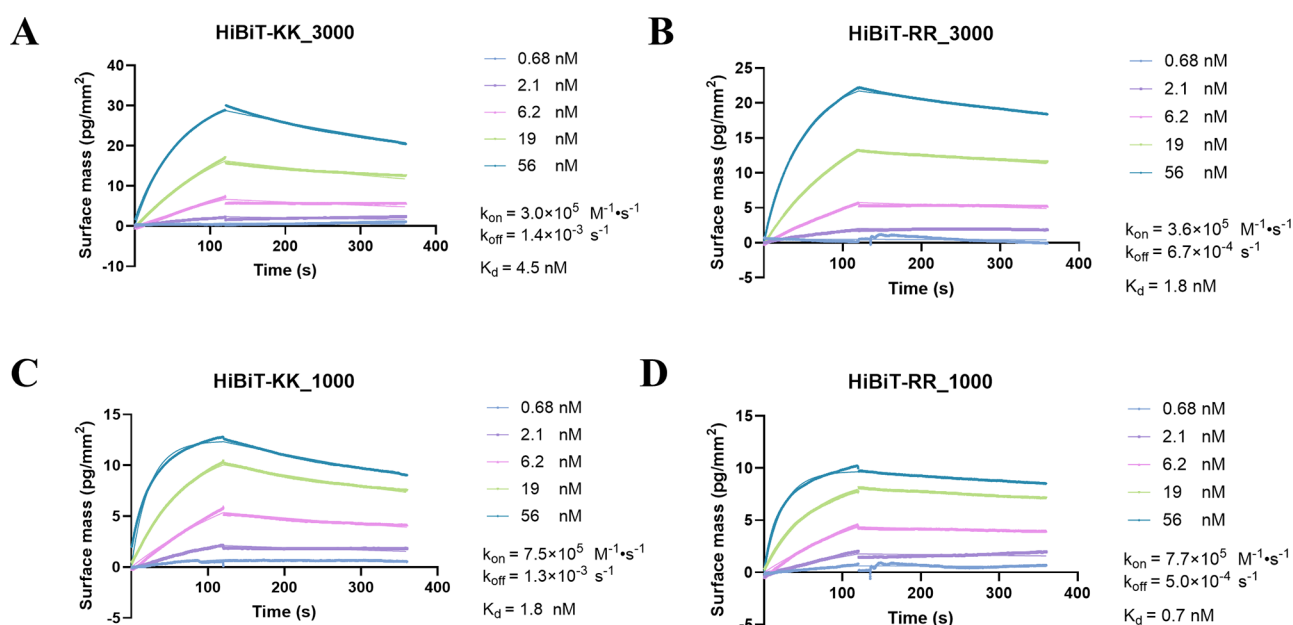 A
HiBiT-KK_3000
Surface mass (pg/mm²)
40
30
20
10
0
-10
100
200
300
400
Time (s)
0.68 nM
2.1 nM
6.2 nM
19 nM
56 nM
kon = 3.0×10⁵ M⁻¹•s⁻¹
koff = 1.4×10⁻³ s⁻¹
Kd = 4.5 nM
B
HiBiT-RR_3000
Surface mass (pg/mm²)
25
20
15
10
5
0
-5
100
200
300
400
Time (s)
0.68 nM
2.1 nM
6.2 nM
19 nM
56 nM
kon = 3.6×10⁵ M⁻¹•s⁻¹
koff = 6.7×10⁻⁴ s⁻¹
Kd = 1.8 nM
C
HiBiT-KK_1000
Surface mass (pg/mm²)
15
10
5
0
-5
100
200
300
400
Time (s)
0.68 nM
2.1 nM
6.2 nM
19 nM
56 nM
kon = 7.5×10⁵ M⁻¹•s⁻¹
koff = 1.3×10⁻³ s⁻¹
Kd = 1.8 nM
D
HiBiT-RR_1000
Surface mass (pg/mm²)
15
10
5
0
-5
100
200
300
400
Time (s)
0.68 nM
2.1 nM
6.2 nM
19 nM
56 nM
kon = 7.7×10⁵ M⁻¹•s⁻¹
koff = 5.0×10⁻⁴ s⁻¹
Kd = 0.7 nM